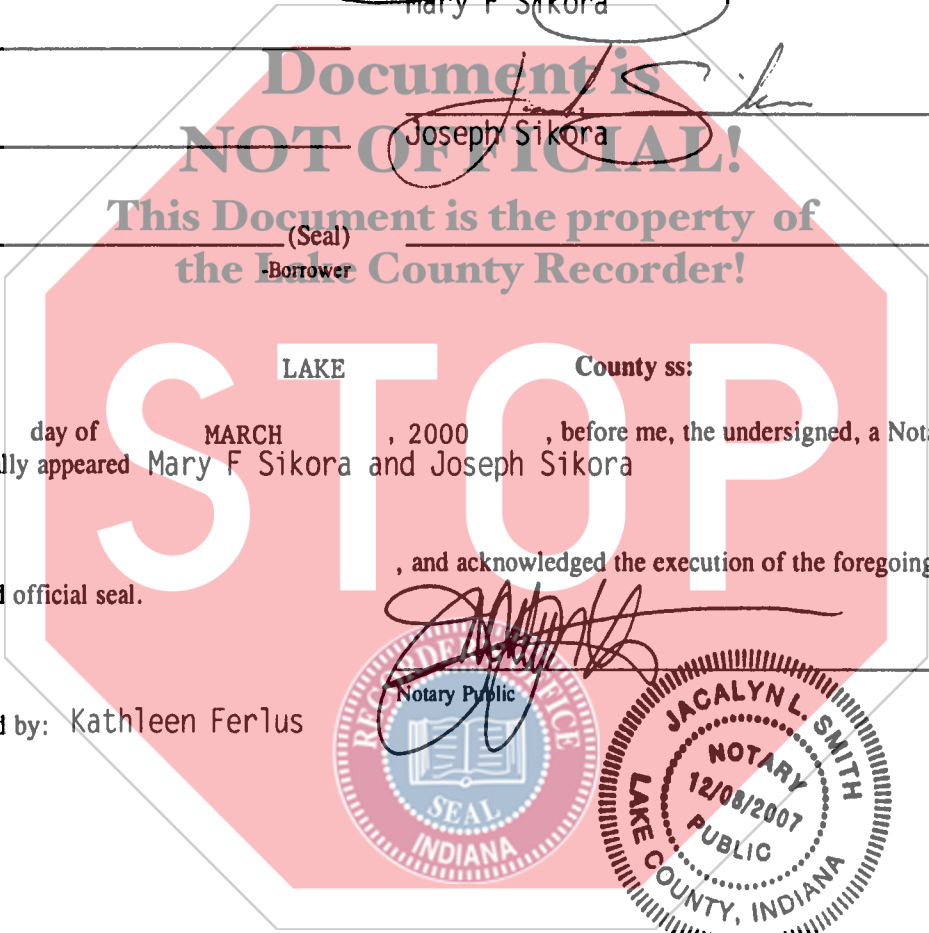 Mary F Sikora
Document is
NOT OFFICIAL!
Joseph Sikora
This Document is the property of
(Seal)
-Borrower
the Lake County Recorder!
LAKE County ss:
STOP
day of MARCH , 2000 , before me, the undersigned, a Nota
lly appeared Mary F Sikora and Joseph Sikora
, and acknowledged the execution of the foregoing
official seal.
Notary Public
by: Kathleen Ferlus
RECORDER'S OFFICE
SEAL
INDIANA
JACALYN L. SMITH
NOTARY
12/08/2007
PUBLIC
LAKE COUNTY, INDIANA